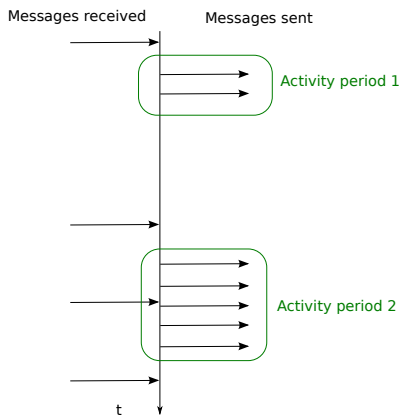 Messages received
Messages sent
Activity period 1
Activity period 2
t